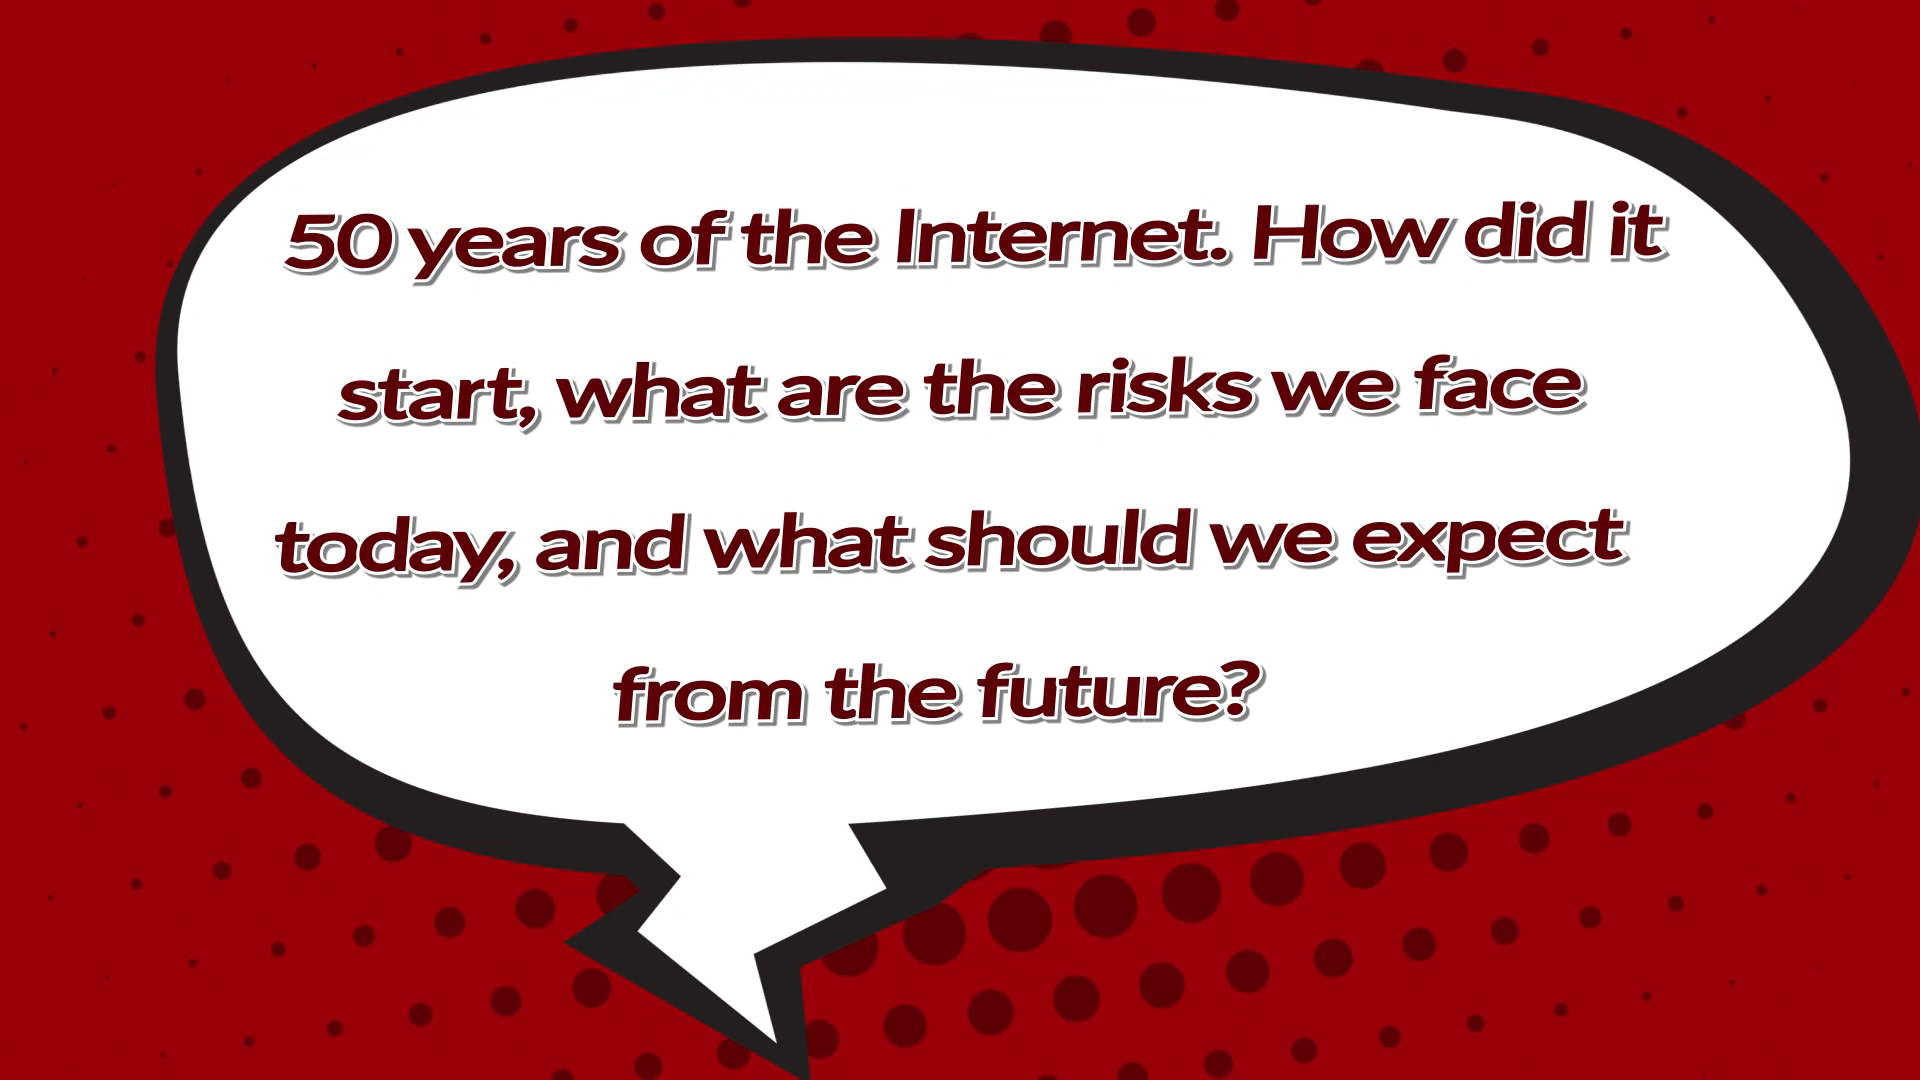 50 years of the Internet. How did it
start, what are the risks we face
today, and what should we expect
from the future?